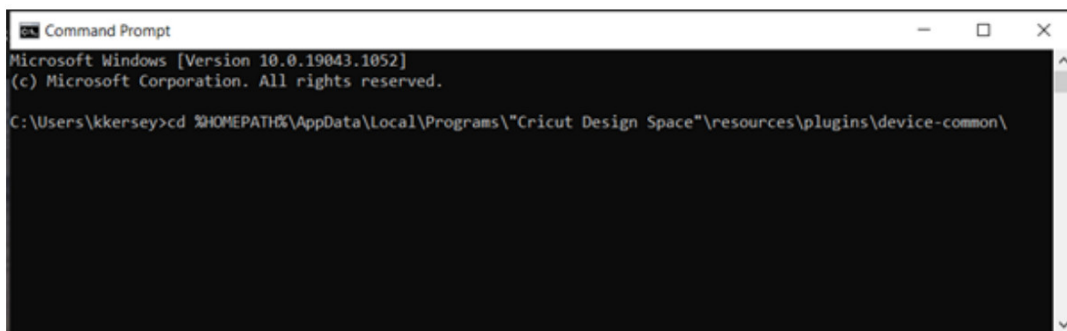 Command Prompt
Microsoft Windows [Version 10.0.19043.1052]
(c) Microsoft Corporation. All rights reserved.
C:\Users\kkersey>cd %HOMEPATH%\AppData\Local\Programs\"Cricut Design Space"\resources\plugins\device-common\